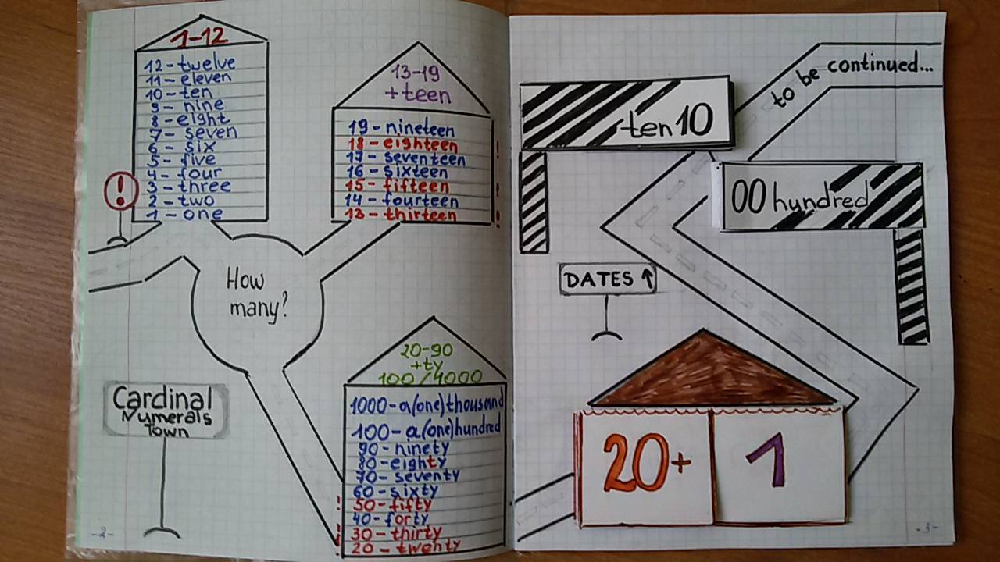 1-12
12 - twelve
11 - eleven
10 - ten
9 - nine
8 - eight
7 - seven
6 - six
5 - five
4 - four
3 - three
2 - two
1 - one
!
13-19
+teen
19 - nineteen
18 - eighteen !
17 - seventeen
16 - sixteen
15 - fifteen !
14 - fourteen
13 - thirteen !
How
many?
Cardinal
Numerals
Town
20-90
+ty
100/1000
1000 - a(one)thousand
100 - a(one)hundred
90 - ninety
80 - eighty
70 - seventy
60 - sixty
! 50 - fifty
40 - forty
! 30 - thirty
! 20 - twenty
-2-
to be continued...
ten 10
00 hundred
DATES ↑
20+ 1
-3-